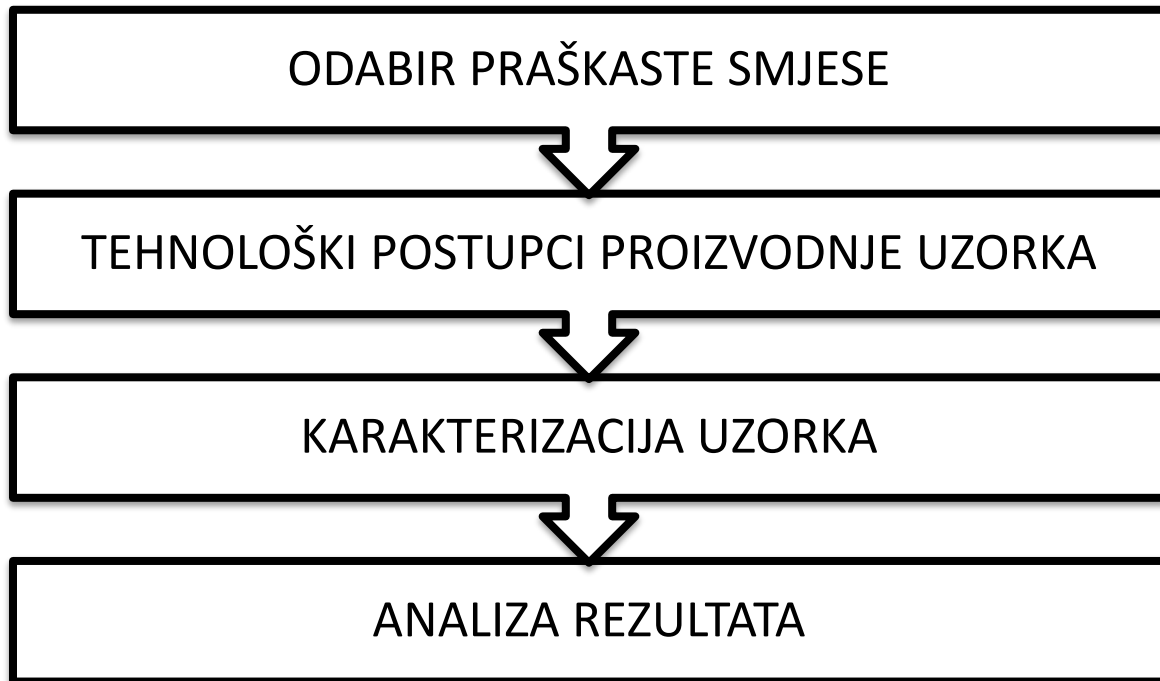 ODABIR PRAŠKASTE SMJESE
TEHNOLOŠKI POSTUPCI PROIZVODNJE UZORKA
KARAKTERIZACIJA UZORKA
ANALIZA REZULTATA